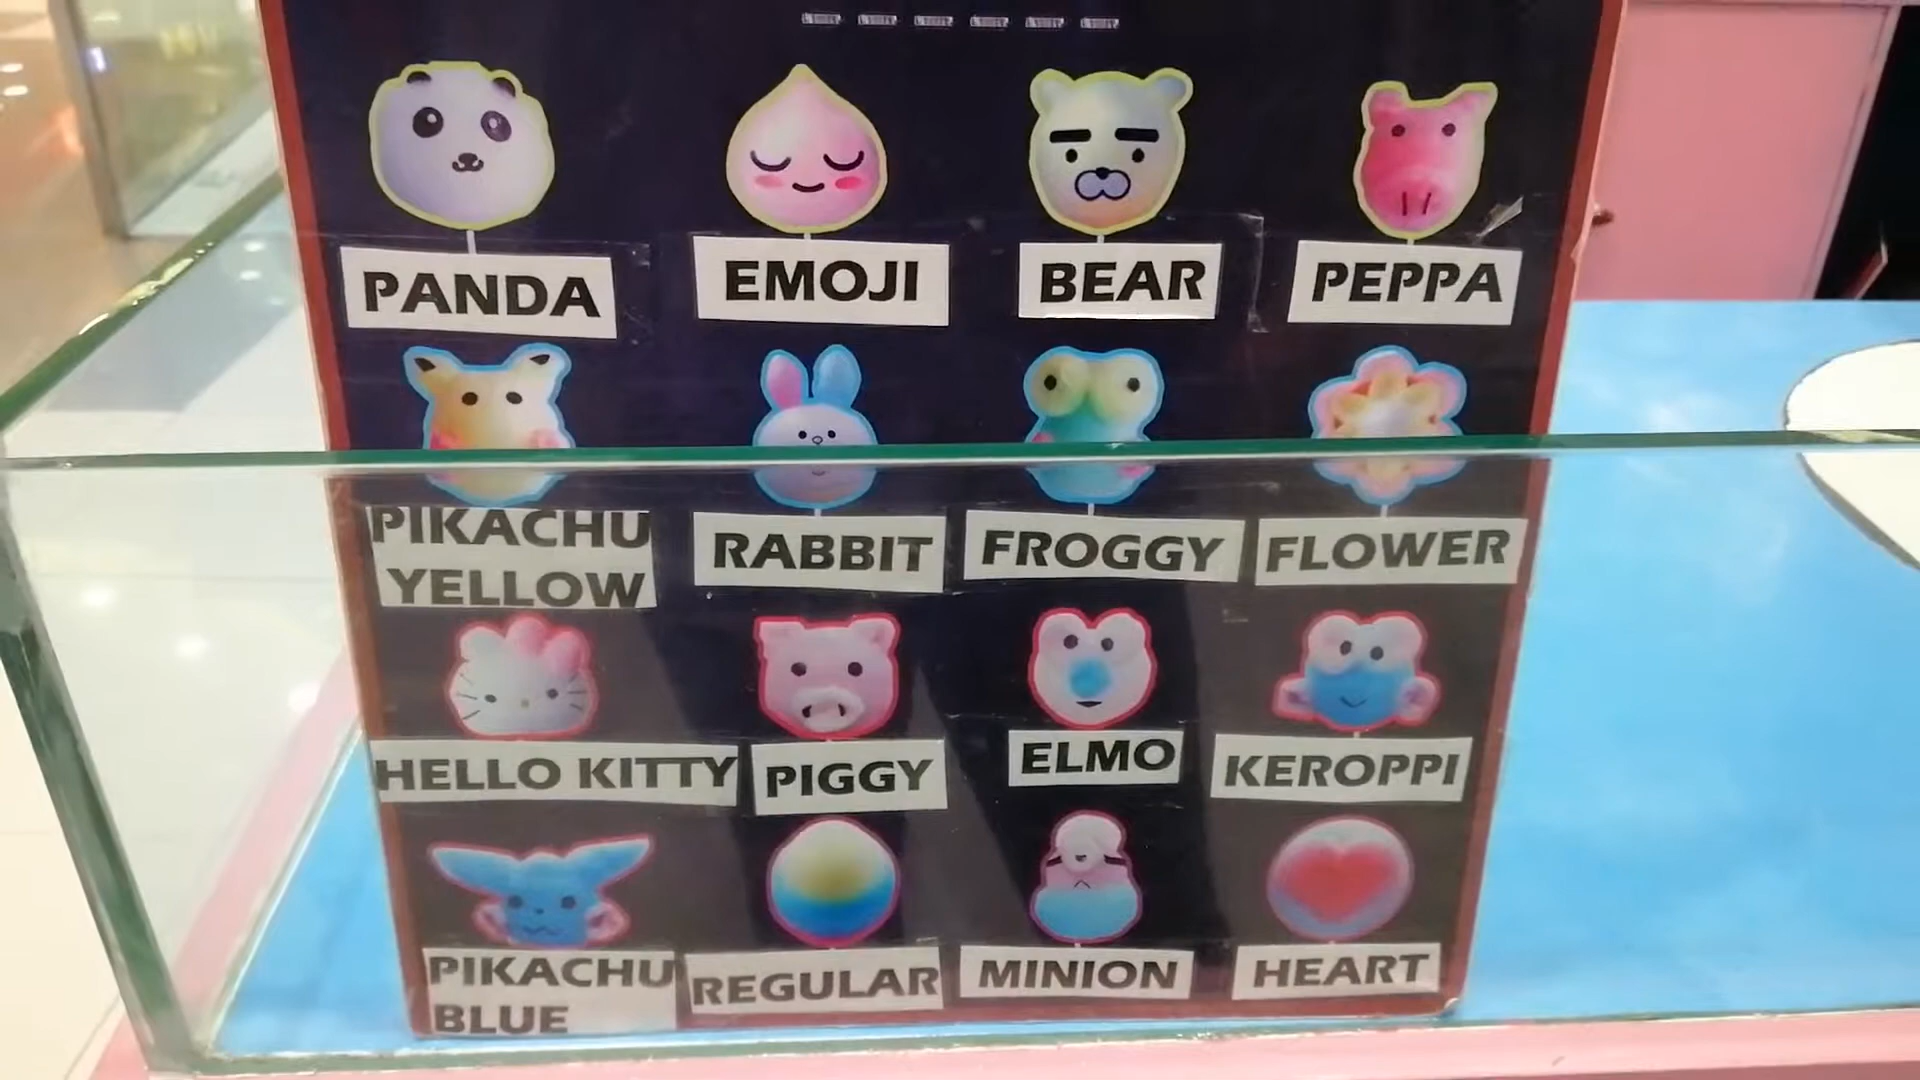 PANDA
EMOJI
BEAR
PEPPA
PIKACHU
YELLOW
RABBIT
FROGGY
FLOWER
HELLO KITTY
PIGGY
ELMO
KEROPPI
PIKACHU
BLUE
REGULAR
MINION
HEART